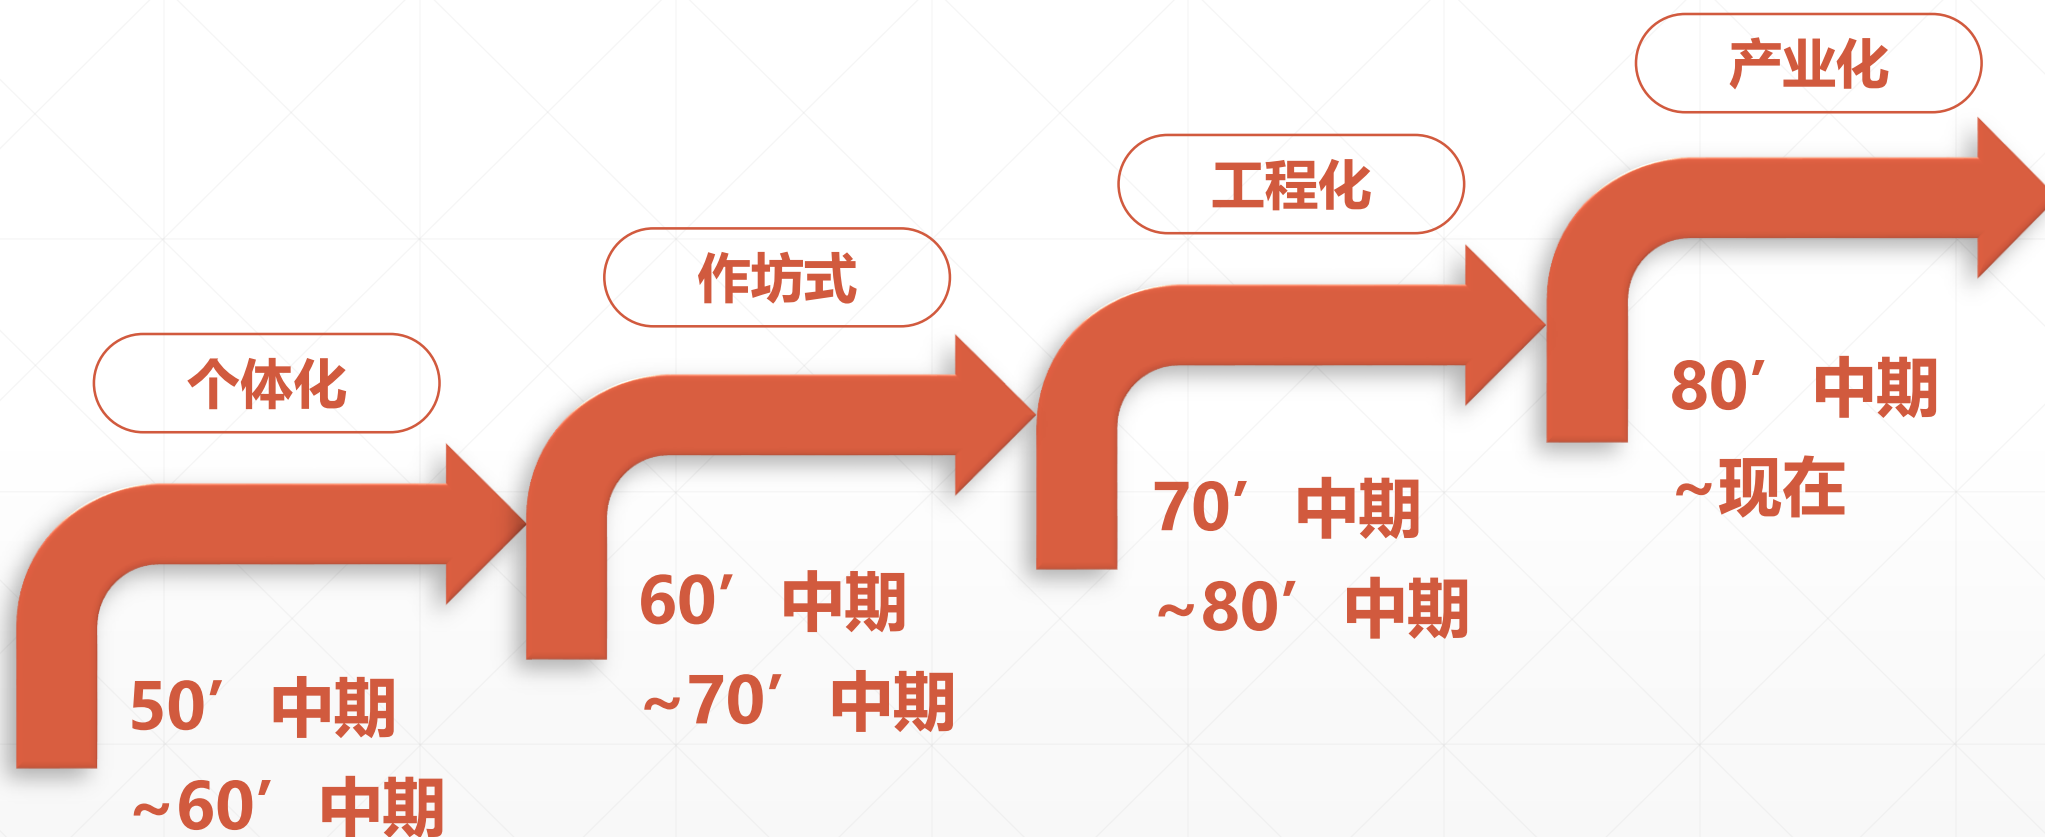 个体化
50′ 中期
~60′ 中期
作坊式
60′ 中期
~70′ 中期
工程化
70′ 中期
~80′ 中期
产业化
80′ 中期
~现在